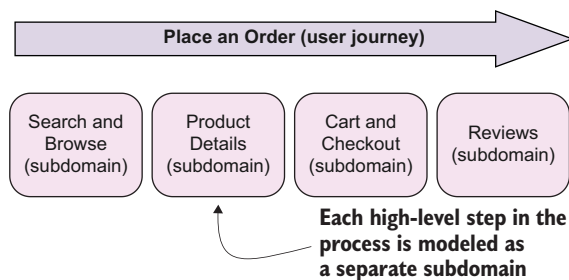 Place an Order (user journey)
Search and
Browse
(subdomain)
Product
Details
(subdomain)
Cart and
Checkout
(subdomain)
Reviews
(subdomain)
Each high-level step in the
process is modeled as
a separate subdomain